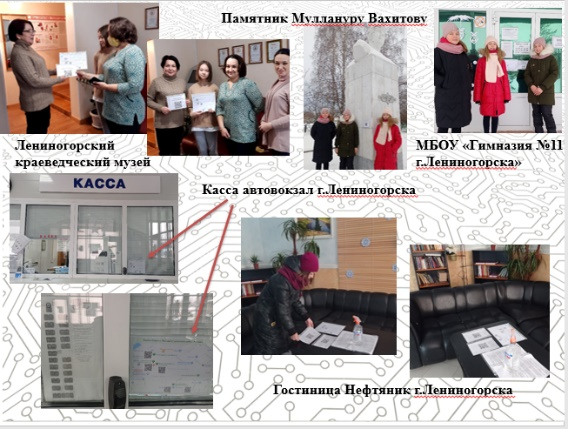 Памятник Муллануру Вахитову
Лениногорский
краеведческий музей
МБОУ «Гимназия №11
г.Лениногорска»
КАССА
Касса автовокзал г.Лениногорска
Гостиница Нефтяник г.Лениногорска